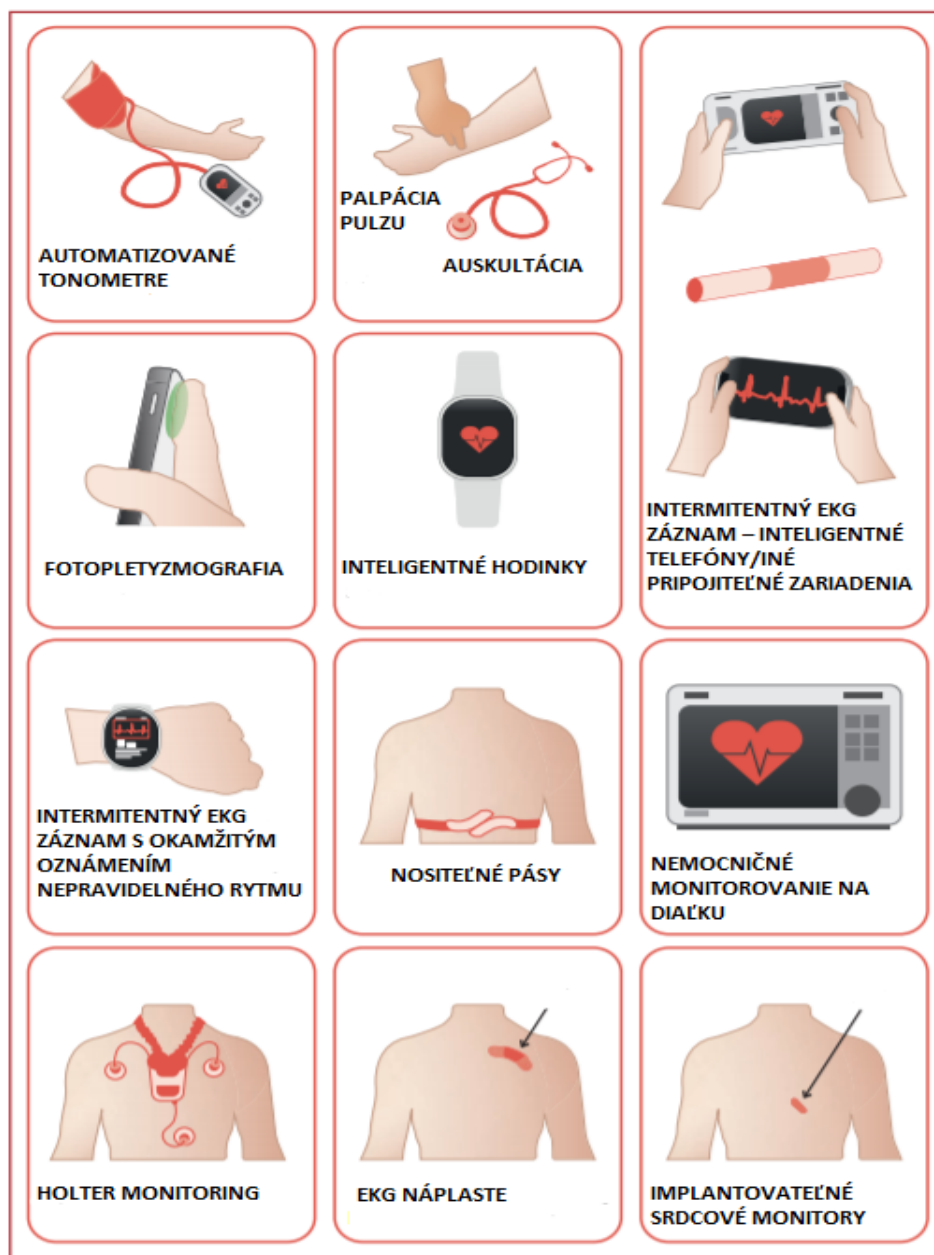 AUTOMATIZOVANÉ
TONOMETRE
PALPÁCIA
PULZU
AUSKULTÁCIA
FOTOPLETYZMOGRAFIA
INTELIGENTNÉ HODINKY
INTERMITENTNÝ EKG
ZÁZNAM – INTELIGENTNÉ
TELEFÓNY/INÉ
PRIPOJITEĽNÉ ZARIADENIA
INTERMITENTNÝ EKG
ZÁZNAM S OKAMŽITÝM
OZNÁMENÍM
NEPRAVIDELNÉHO RYTMU
NOSITEĽNÉ PÁSY
NEMOCNIČNÉ
MONITOROVANIE NA
DIAĽKU
HOLTER MONITORING
EKG NÁPLASTE
IMPLANTOVATEĽNÉ
SRDCOVÉ MONITORY